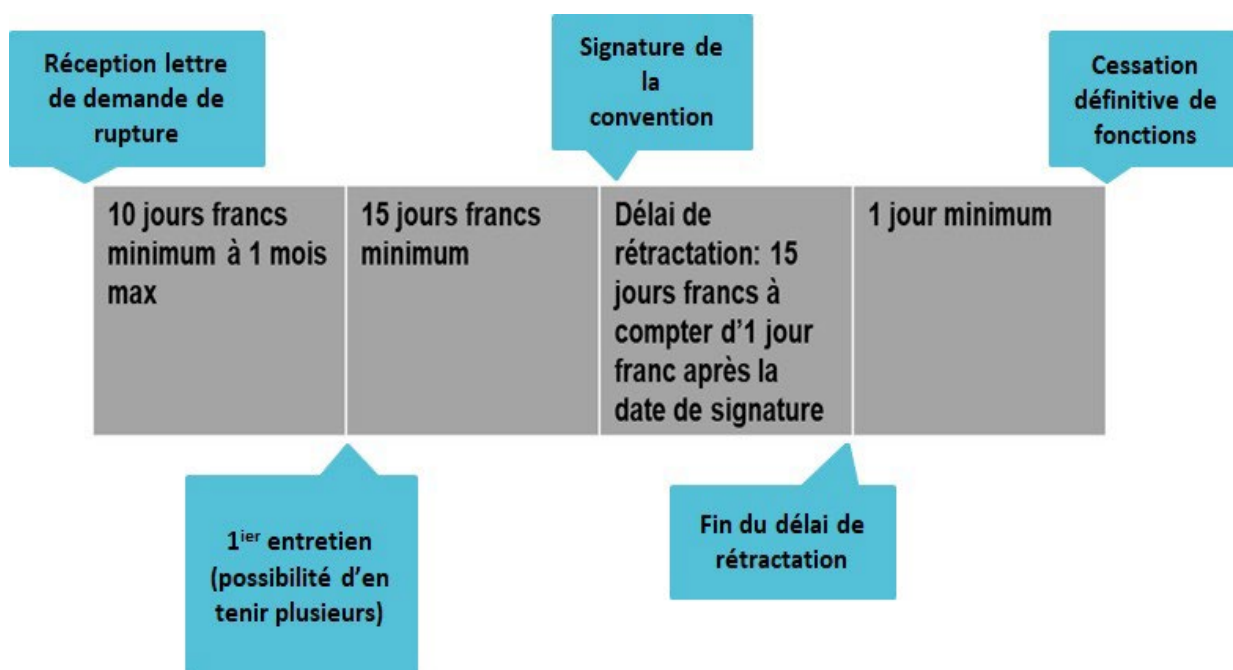 Réception lettre
de demande de
rupture
Signature de
la
convention
Cessation
définitive de
fonctions
10 jours francs
minimum à 1 mois
max
15 jours francs
minimum
Délai de
rétractation: 15
jours francs à
compter d’1 jour
franc après la
date de signature
1 jour minimum
1ier entretien
(possibilité d’en
tenir plusieurs)
Fin du délai de
rétractation